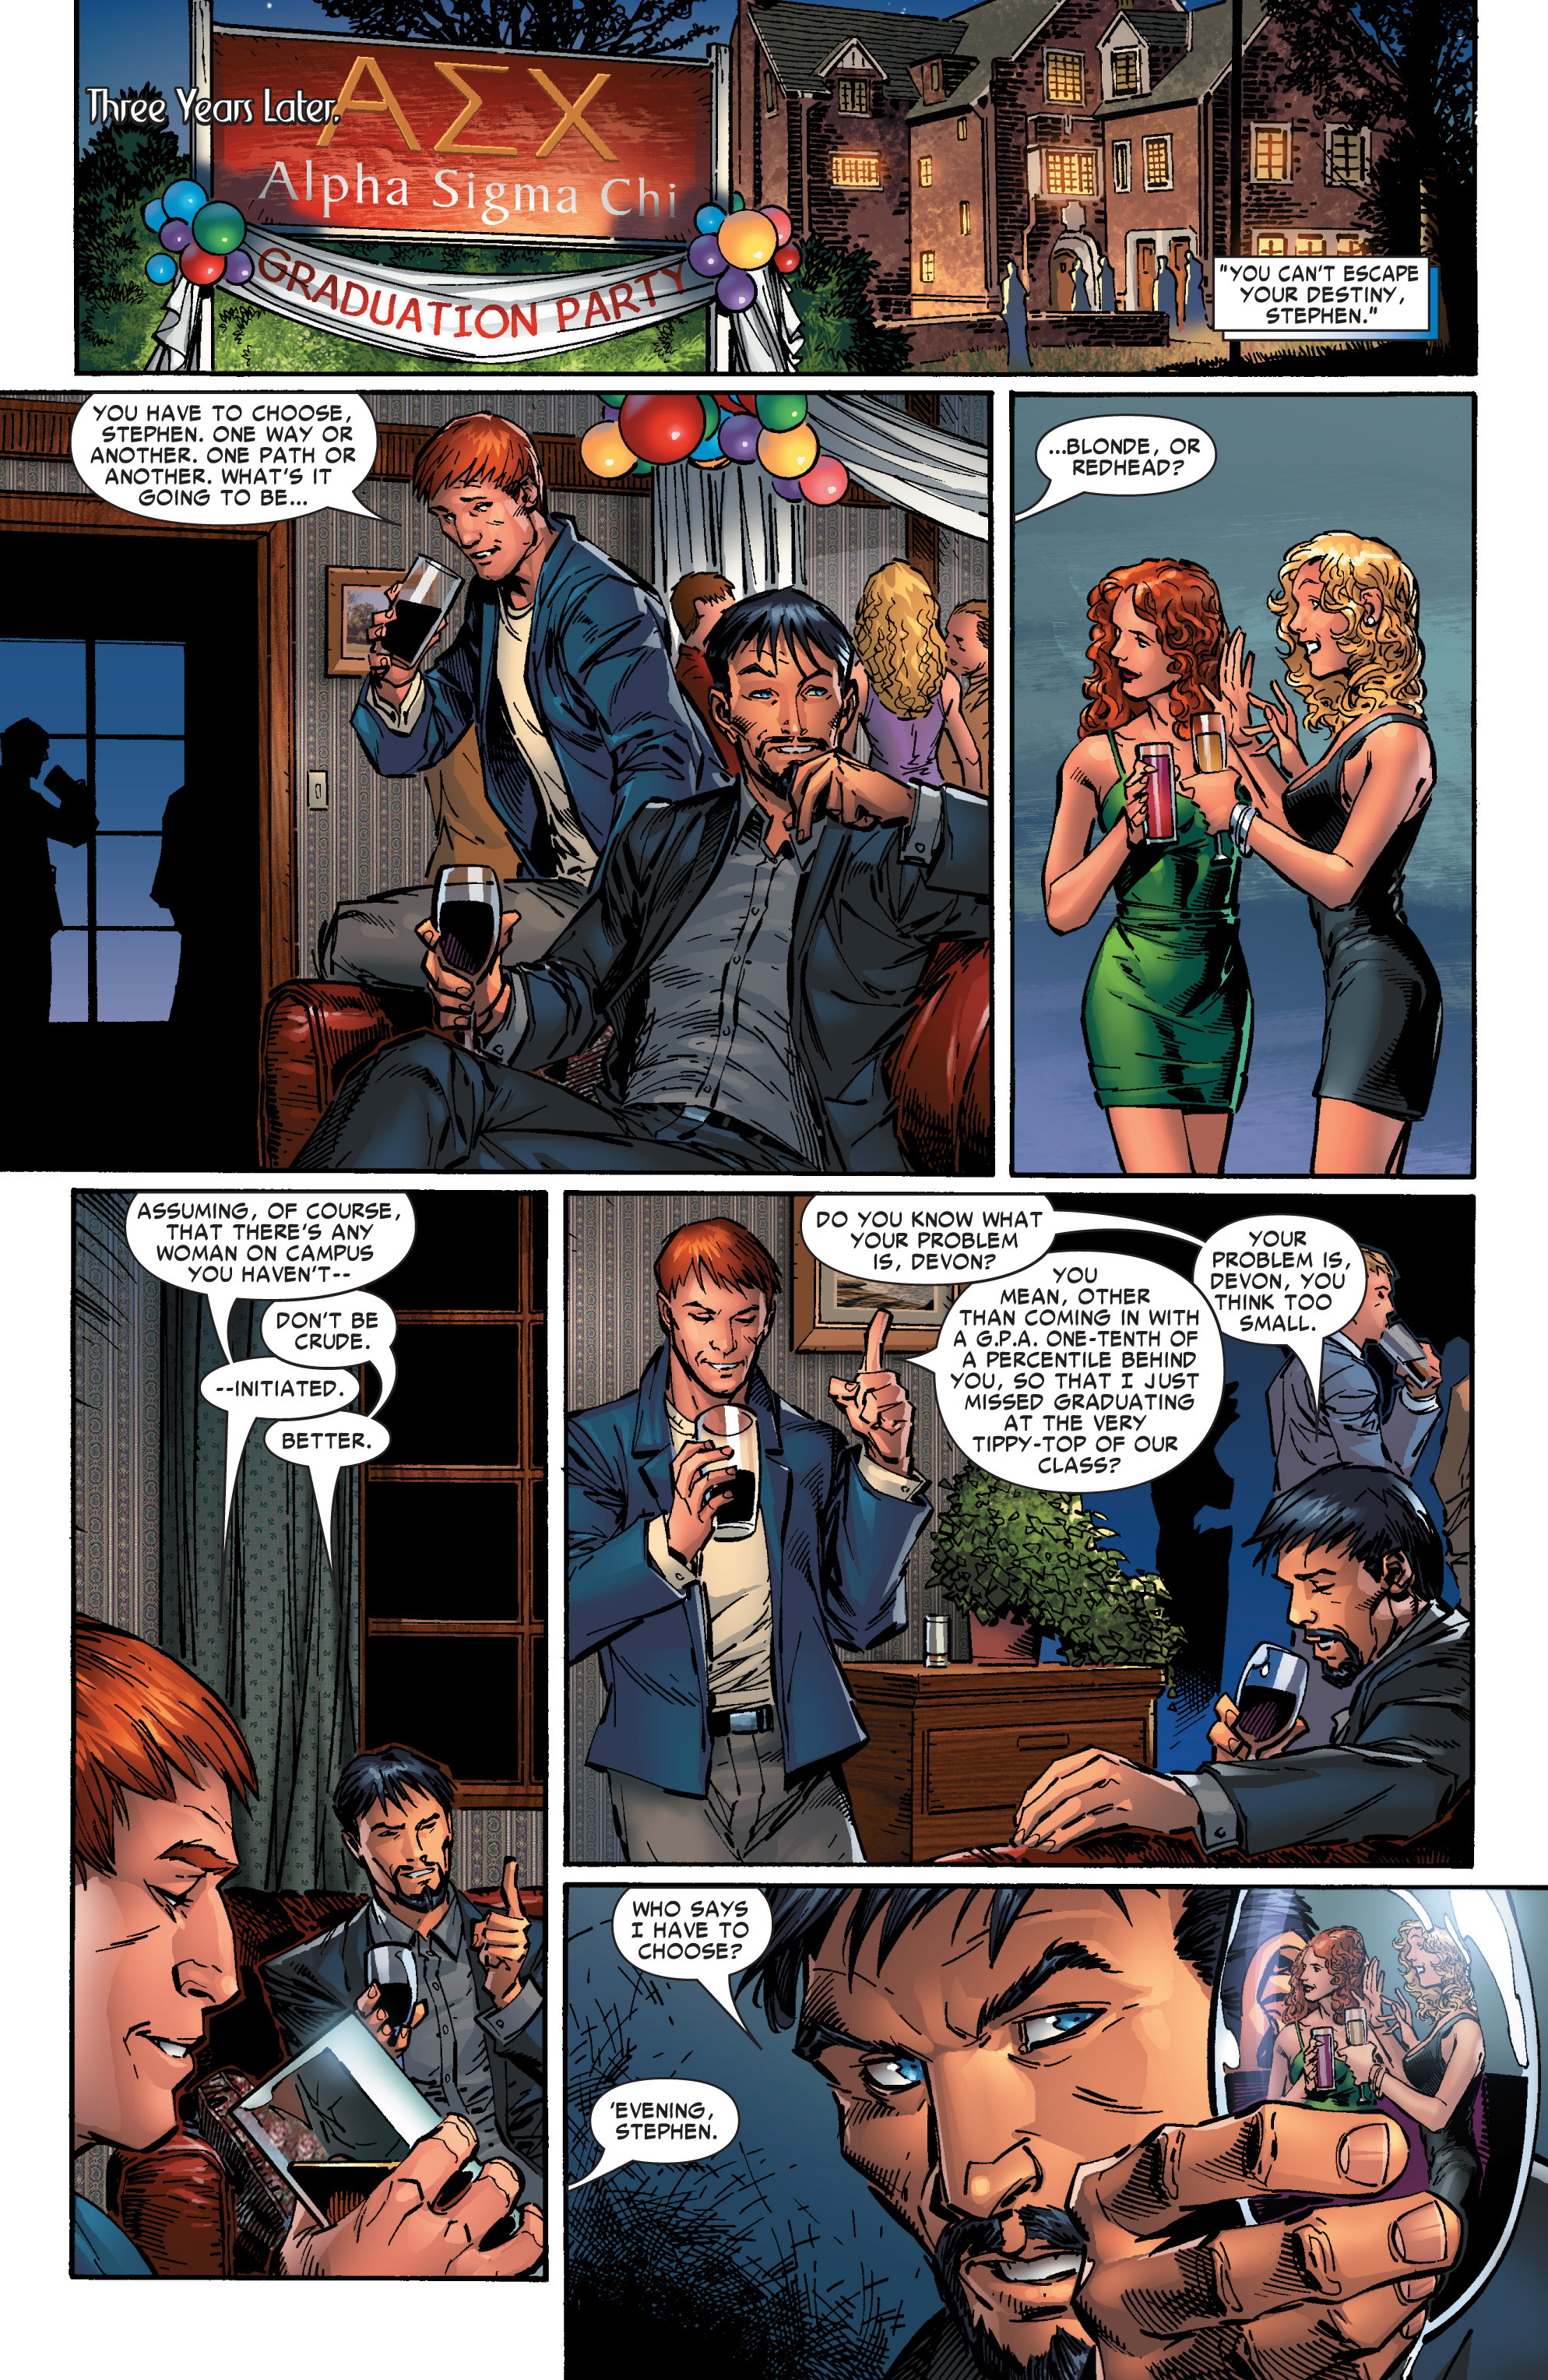 Three Years Later.
ΑΣΧ
Alpha Sigma Chi
GRADUATION PARTY
"YOU CAN'T ESCAPE
YOUR DESTINY,
STEPHEN."
YOU HAVE TO CHOOSE,
STEPHEN. ONE WAY OR
ANOTHER. ONE PATH OR
ANOTHER. WHAT'S IT
GOING TO BE...
...BLONDE, OR
REDHEAD?
ASSUMING, OF COURSE,
THAT THERE'S ANY
WOMAN ON CAMPUS
YOU HAVEN'T--
DON'T BE
CRUDE.
--INITIATED.
BETTER.
DO YOU KNOW WHAT
YOUR PROBLEM
IS, DEVON?
YOU
MEAN, OTHER
THAN COMING IN WITH
A G.P.A. ONE-TENTH OF
A PERCENTILE BEHIND
YOU, SO THAT I JUST
MISSED GRADUATING
AT THE VERY
TIPPY-TOP OF OUR
CLASS?
YOUR
PROBLEM IS,
DEVON, YOU
THINK TOO
SMALL.
WHO SAYS
I HAVE TO
CHOOSE?
'EVENING,
STEPHEN.